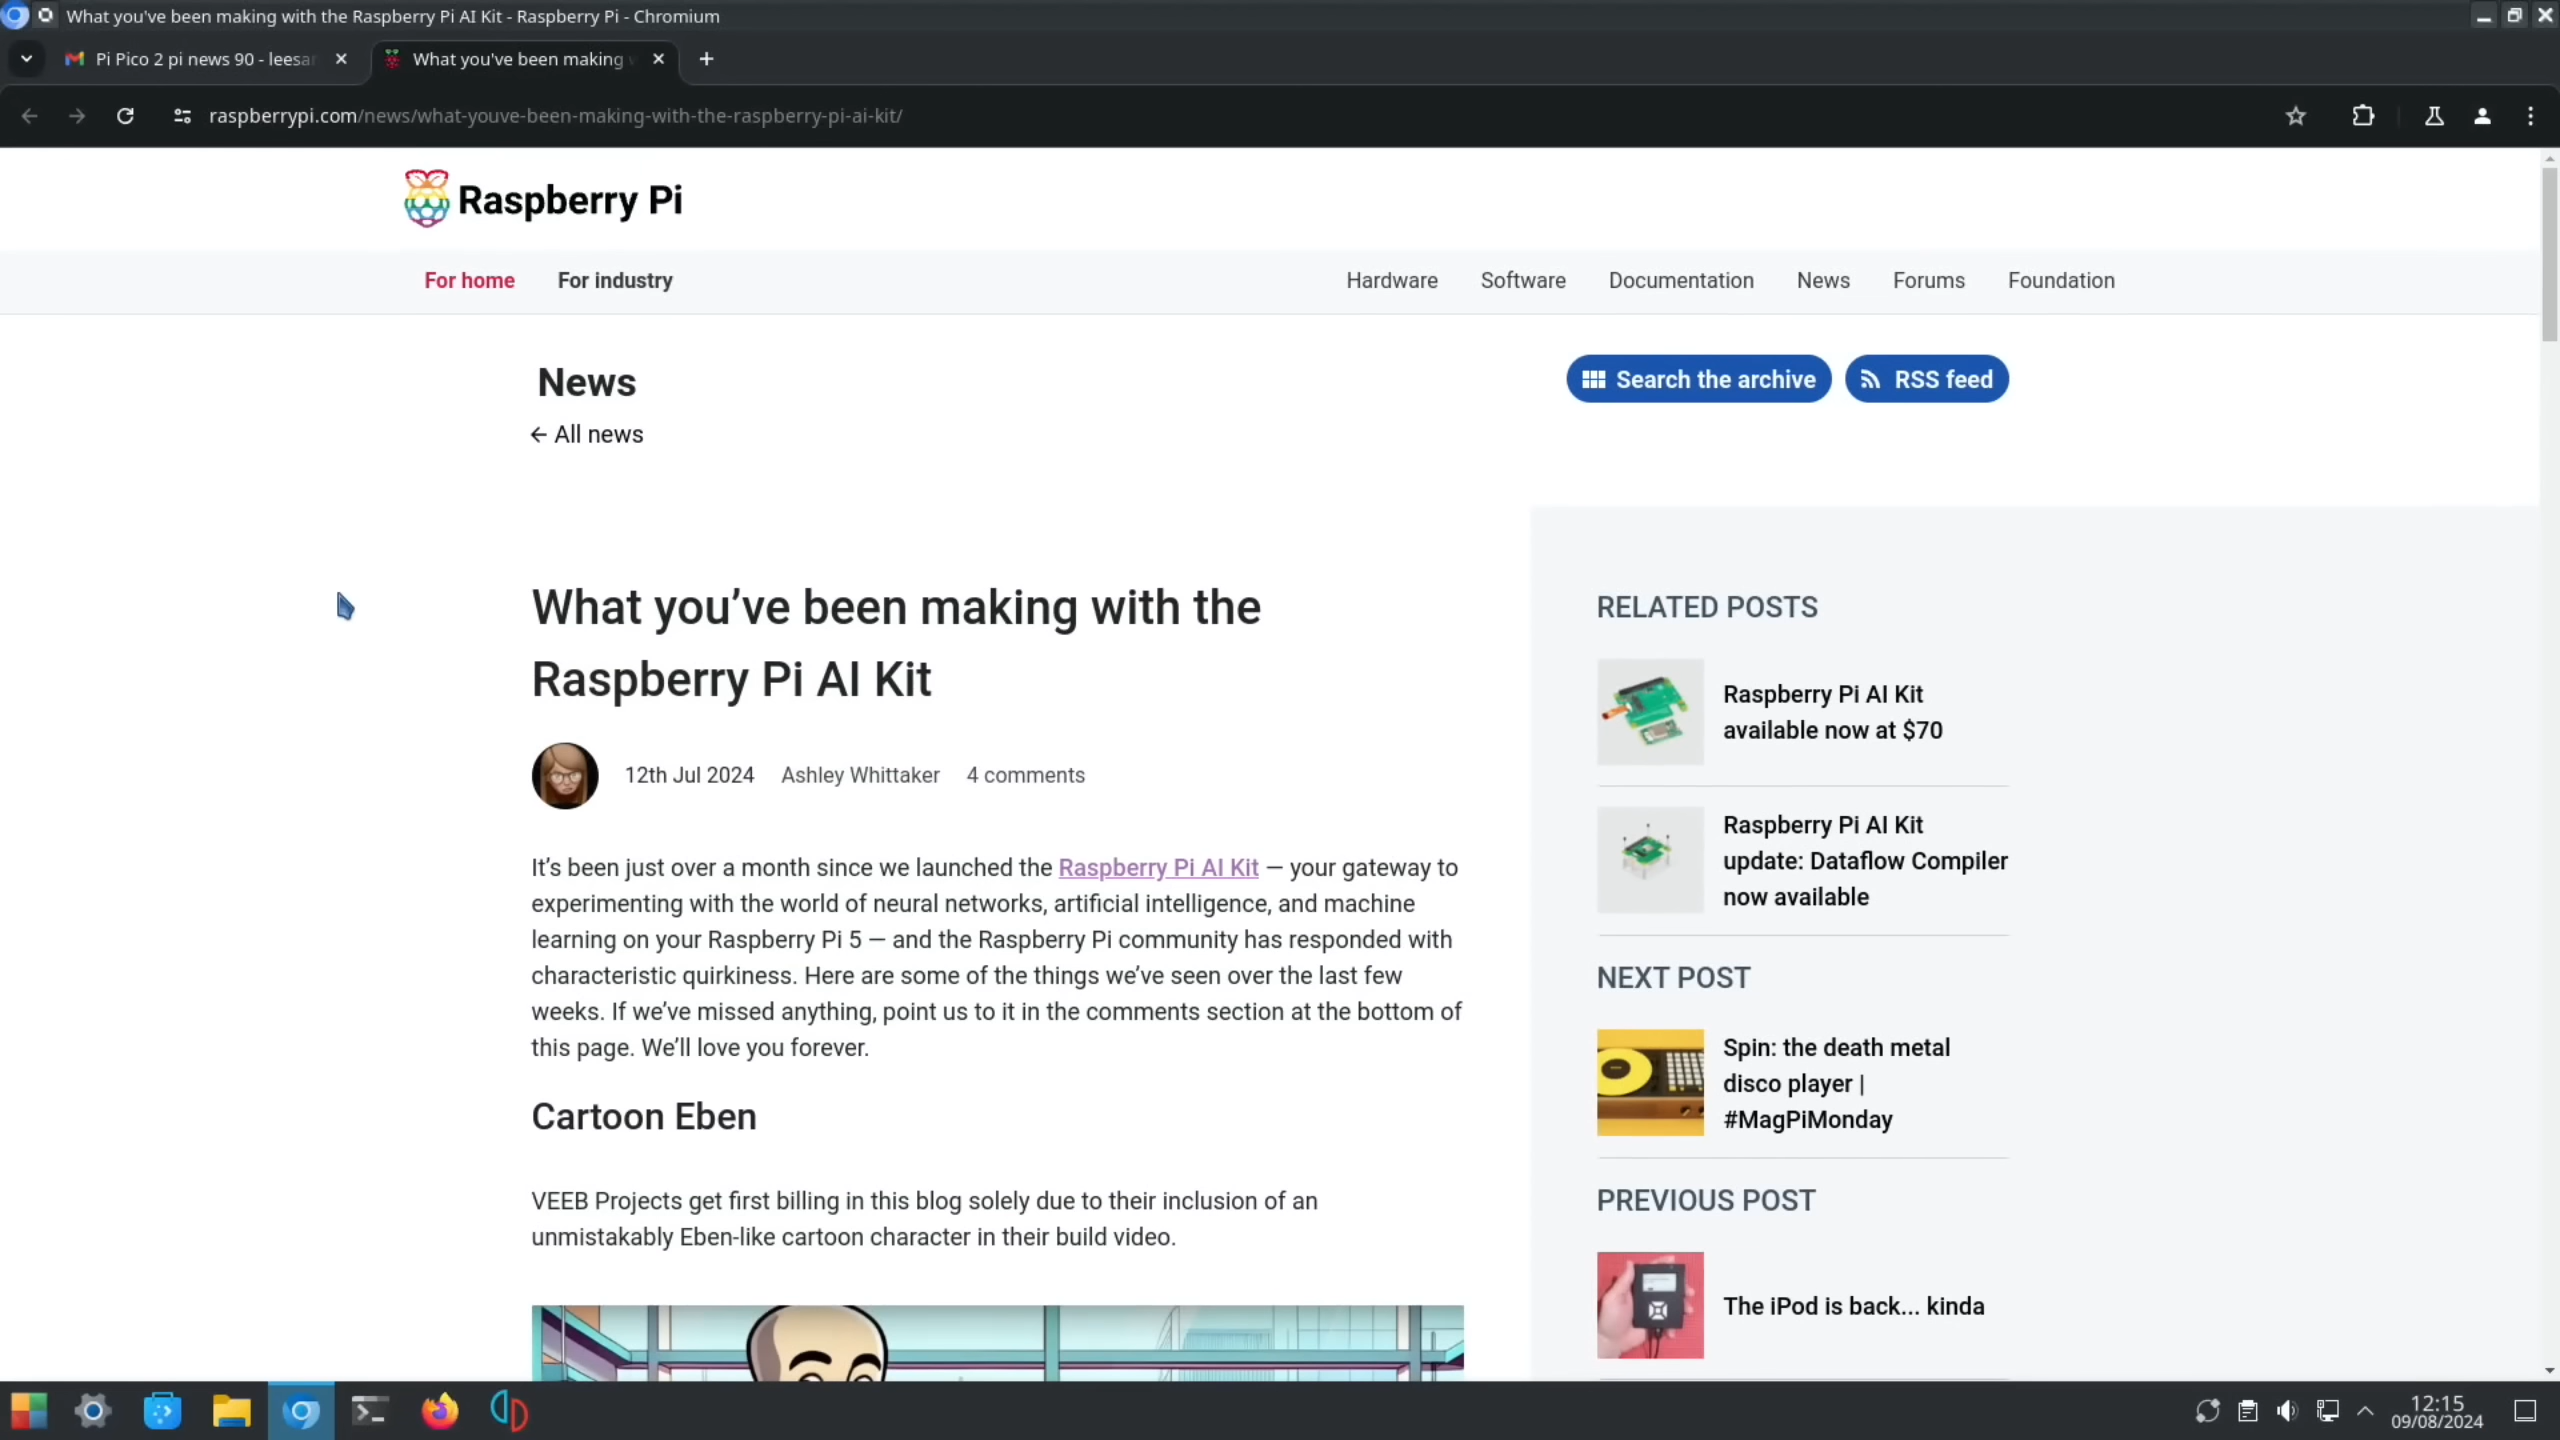 What you've been making with the Raspberry Pi AI Kit - Raspberry Pi - Chromium
Pi Pico 2 pi news 90 - leesar
What you've been making
raspberrypi.com/news/what-youve-been-making-with-the-raspberry-pi-ai-kit/
Raspberry Pi
For home
For industry
Hardware
Software
Documentation
News
Forums
Foundation
News
Search the archive
RSS feed
← All news
What you’ve been making with the
Raspberry Pi AI Kit
12th Jul 2024
Ashley Whittaker
4 comments
It’s been just over a month since we launched the Raspberry Pi AI Kit — your gateway to
experimenting with the world of neural networks, artificial intelligence, and machine
learning on your Raspberry Pi 5 — and the Raspberry Pi community has responded with
characteristic quirkiness. Here are some of the things we’ve seen over the last few
weeks. If we’ve missed anything, point us to it in the comments section at the bottom of
this page. We’ll love you forever.
Cartoon Eben
VEEB Projects get first billing in this blog solely due to their inclusion of an
unmistakably Eben-like cartoon character in their build video.
RELATED POSTS
Raspberry Pi AI Kit
available now at $70
Raspberry Pi AI Kit
update: Dataflow Compiler
now available
NEXT POST
Spin: the death metal
disco player |
#MagPiMonday
PREVIOUS POST
The iPod is back... kinda
12:15
09/08/2024